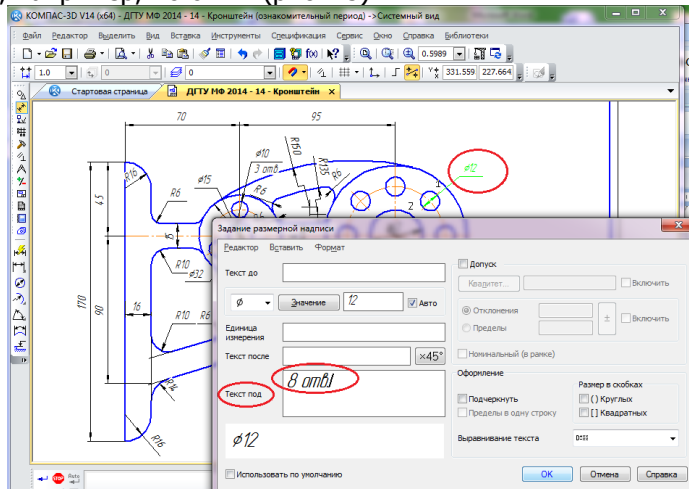 КОМПАС-3D V14 (x64) - ДГТУ МФ 2014 - 14 - Кронштейн (ознакомительный период) ->Системный вид
Файл Редактор Выделить Вид Вставка Инструменты Спецификация Сервис Окно Справка Библиотеки
0.5989
1.0 0 0 331.559 227.664
Стартовая страница ДГТУ МФ 2014 - 14 - Кронштейн
70 95
ø10
3 отв.
R150
R135
R6
ø12
R16
ø15
R6
R6
1
2
45
R10
ø32
170
90
16
R10 R6
R14
R16
Задание размерной надписи
Редактор Вставить Формат
Текст до
ø Значение 12 Авто
Единица
измерения
Текст после ×45°
Текст под 8 отв.
ø12
Использовать по умолчанию
Допуск
Квалитет... Включить
Отклонения
Пределы
± Включить
Номинальный (в рамке)
Оформление
Размер в скобках
Подчеркнуть ( ) Круглых
Пределы в одну строку [ ] Квадратных
Выравнивание текста
OK Отмена Справка